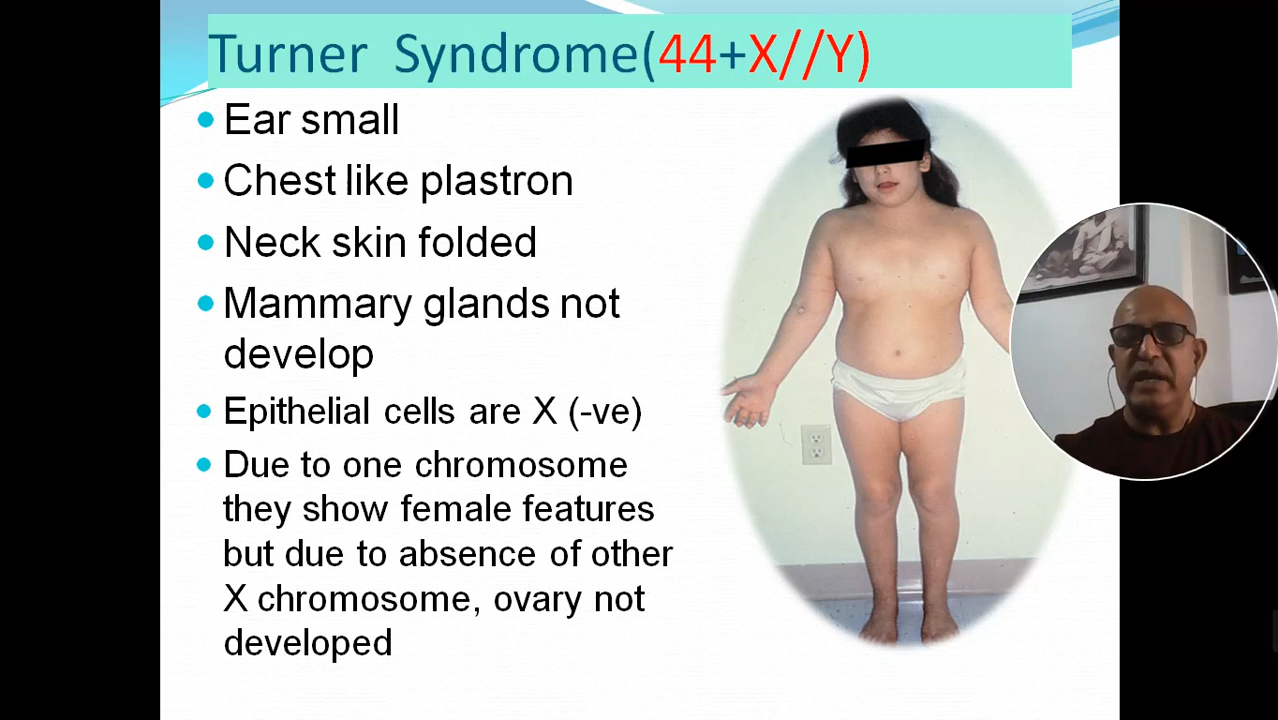 Turner Syndrome(44+X//Y)
Ear small
Chest like plastron
Neck skin folded
Mammary glands not
develop
Epithelial cells are X (-ve)
Due to one chromosome
they show female features
but due to absence of other
X chromosome, ovary not
developed